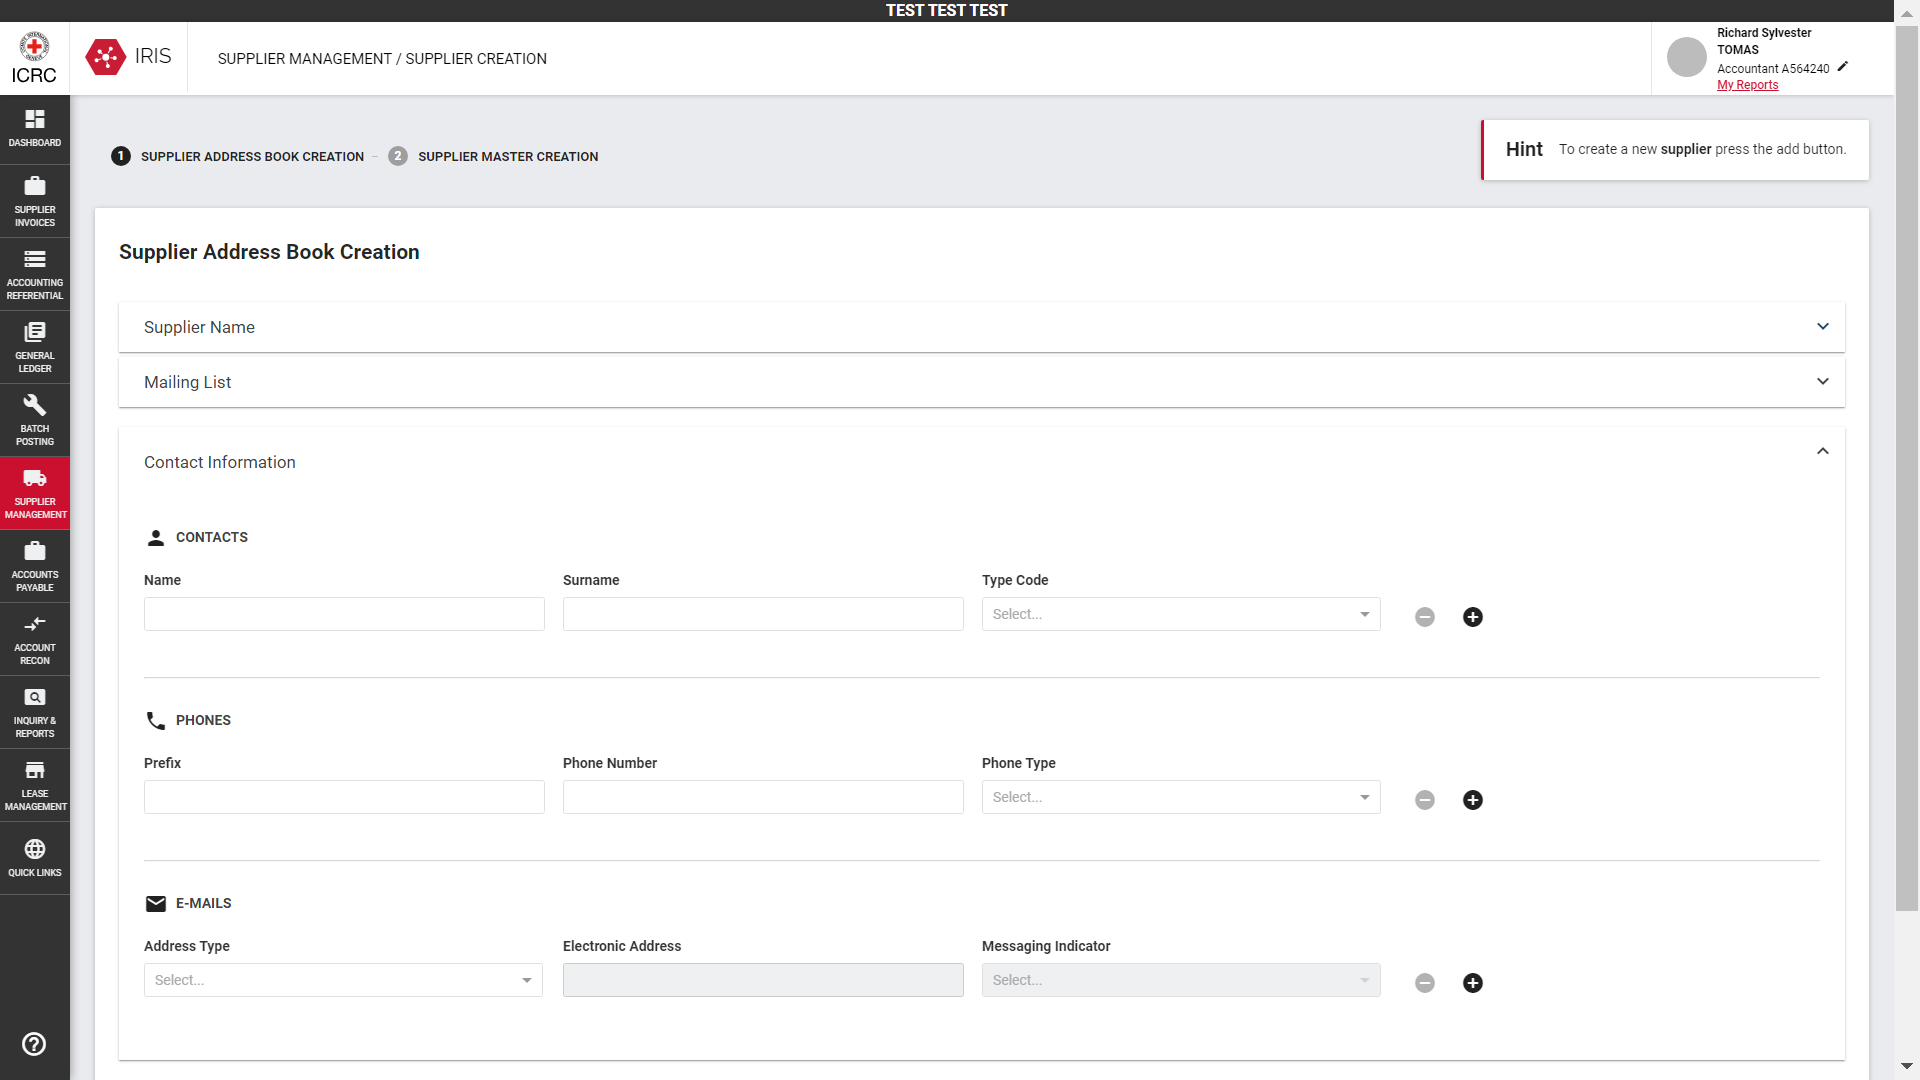 TEST TEST TEST
ICRC
IRIS
SUPPLIER MANAGEMENT / SUPPLIER CREATION
Richard Sylvester
TOMAS
Accountant A564240
My Reports
DASHBOARD
SUPPLIER
INVOICES
ACCOUNTING
REFERENTIAL
GENERAL
LEDGER
BATCH
POSTING
SUPPLIER
MANAGEMENT
ACCOUNTS
PAYABLE
ACCOUNT
RECON
INQUIRY &
REPORTS
LEASE
MANAGEMENT
QUICK LINKS
1 SUPPLIER ADDRESS BOOK CREATION – 2 SUPPLIER MASTER CREATION
Hint To create a new supplier press the add button.
Supplier Address Book Creation
Supplier Name
Mailing List
Contact Information
CONTACTS
Name Surname Type Code
Select...
PHONES
Prefix Phone Number Phone Type
Select...
E-MAILS
Address Type Electronic Address Messaging Indicator
Select... Select...